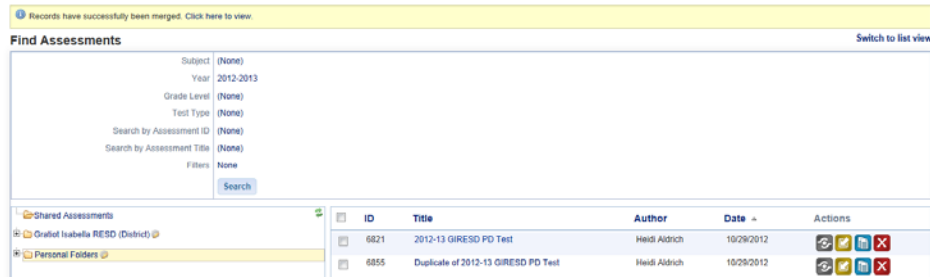 Records have successfully been merged. Click here to view.
Find Assessments
Switch to list view
Subject (None)
Year 2012-2013
Grade Level (None)
Test Type (None)
Search by Assessment ID (None)
Search by Assessment Title (None)
Filters None
Search
Shared Assessments
Gratiot Isabella RESD (District)
Personal Folders
ID Title Author Date Actions
6821 2012-13 GIRESD PD Test Heidi Aldrich 10/29/2012
6855 Duplicate of 2012-13 GIRESD PD Test Heidi Aldrich 10/29/2012